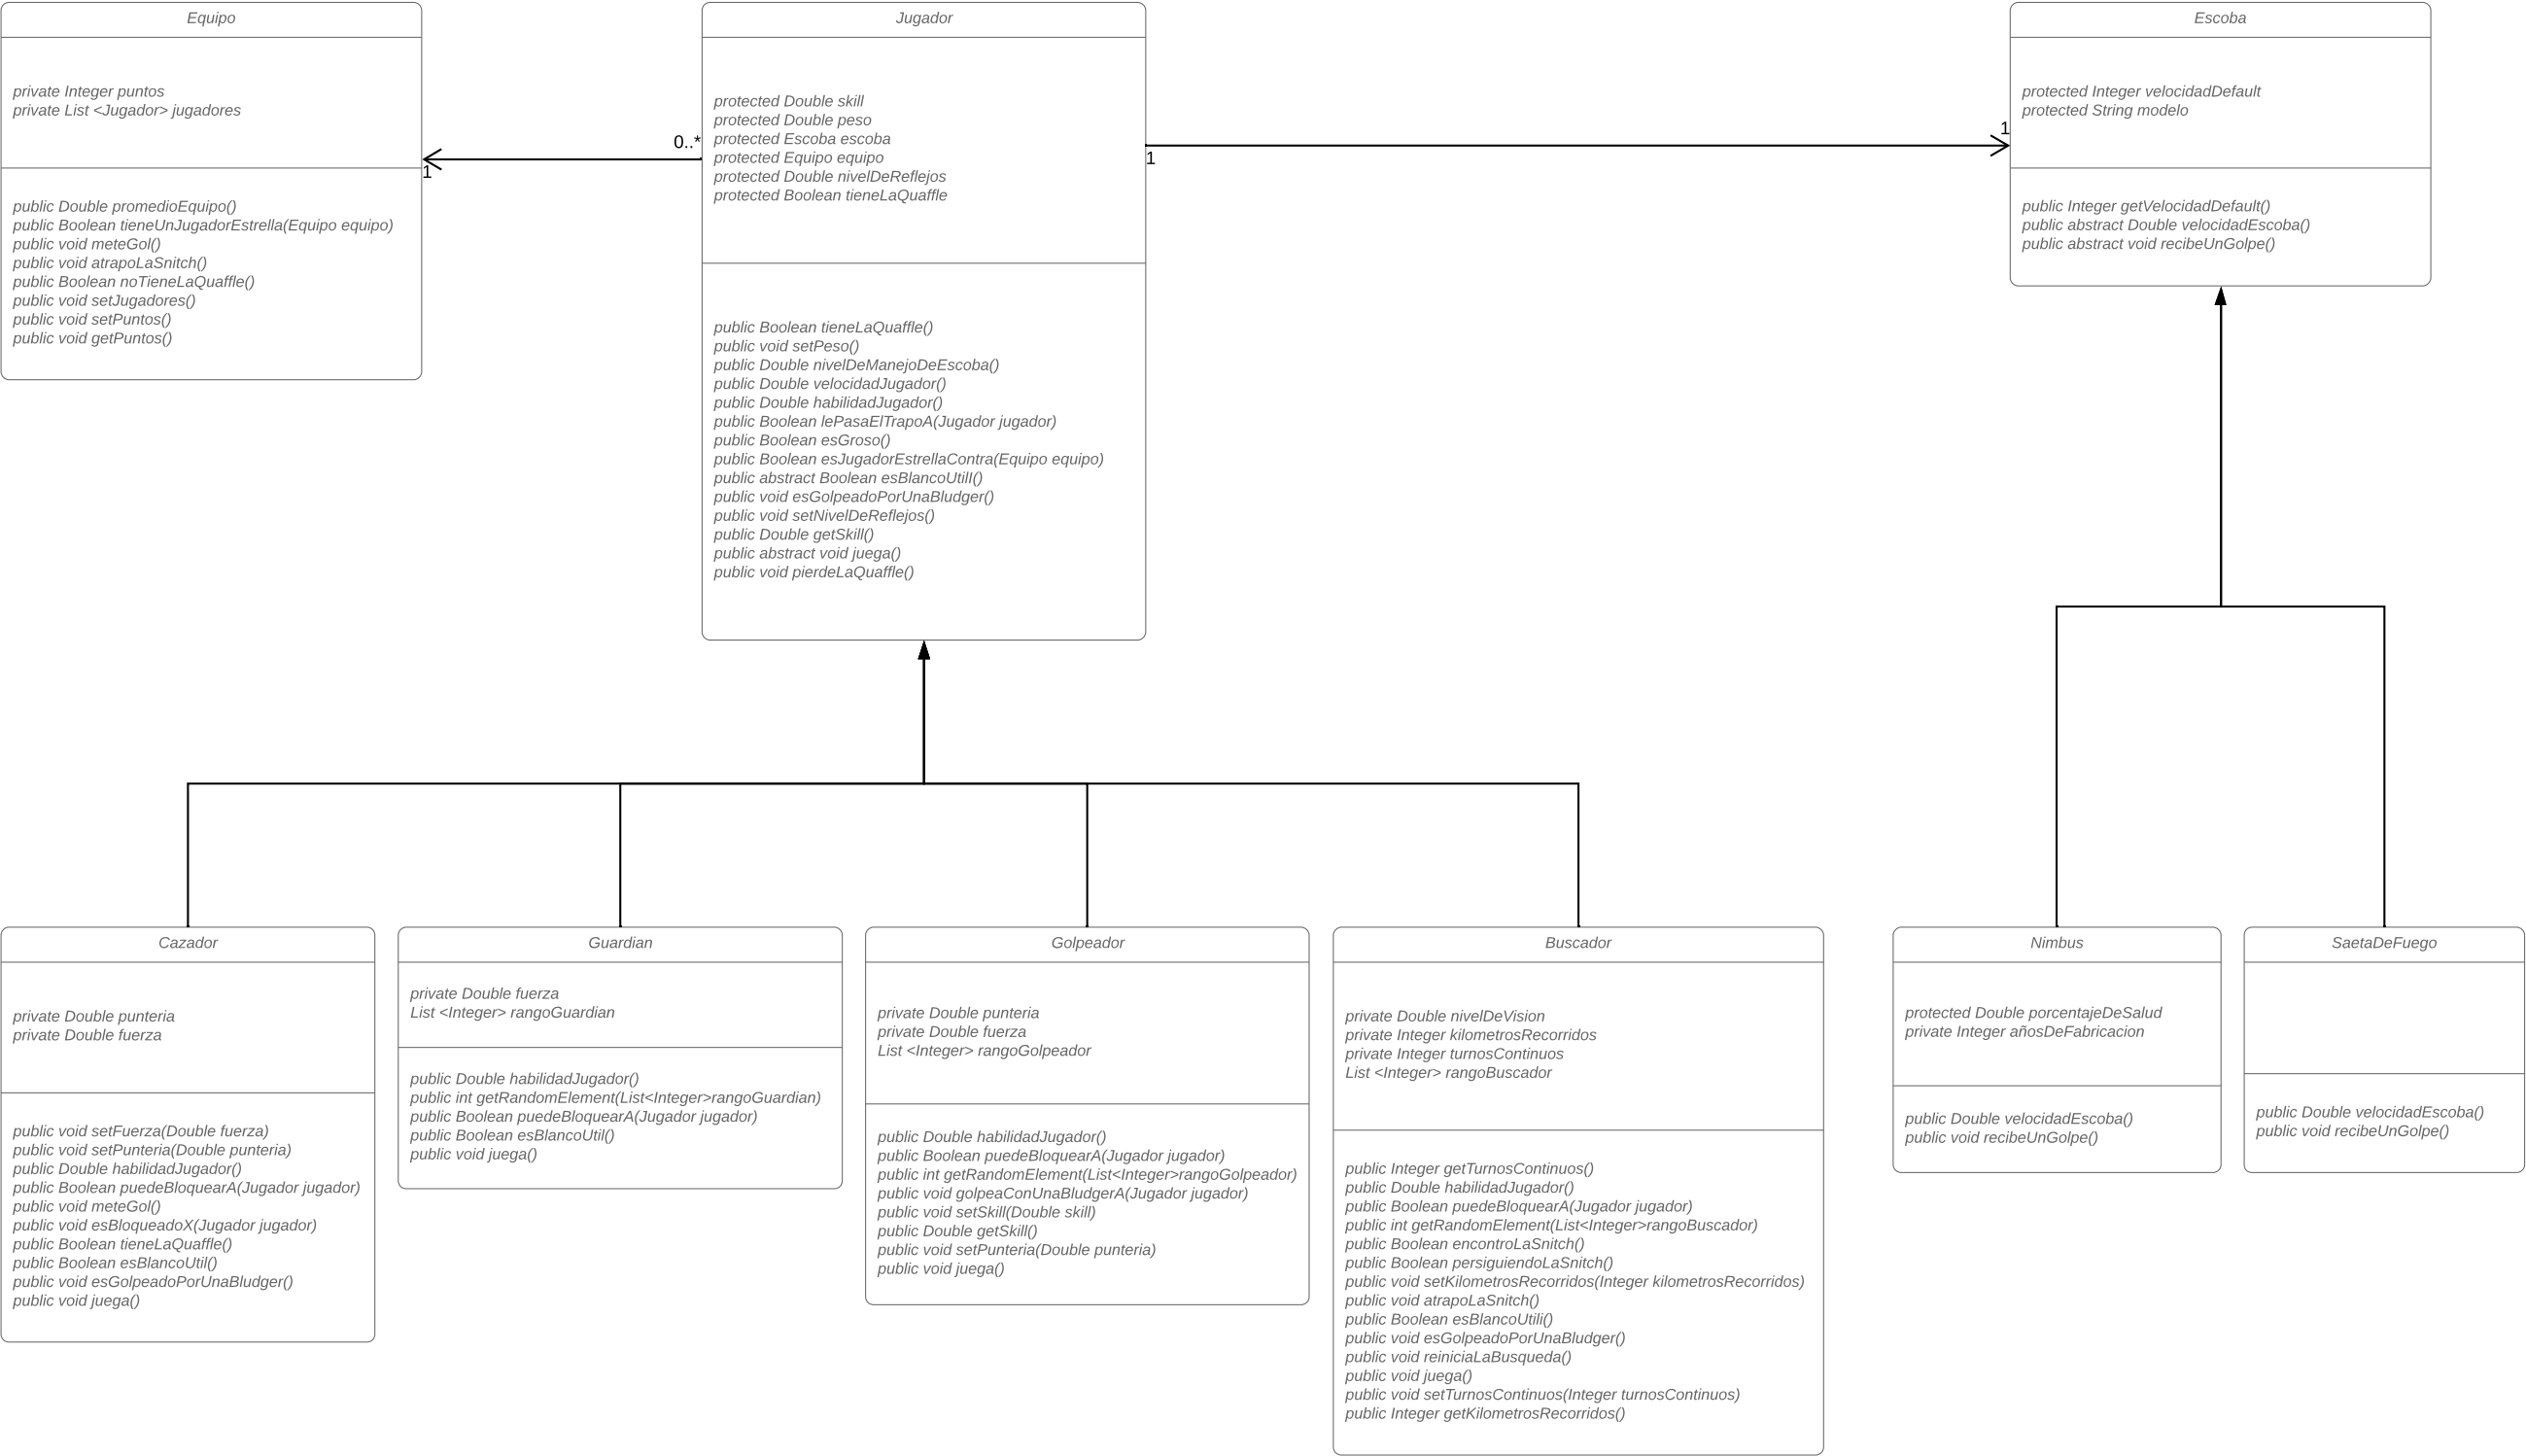 Equipo
private Integer puntos
private List <Jugador> jugadores
public Double promedioEquipo()
public Boolean tieneUnJugadorEstrella(Equipo equipo)
public void meteGol()
public void atrapoLaSnitch()
public Boolean noTieneLaQuaffle()
public void setJugadores()
public void setPuntos()
public void getPuntos()
0..*
1
Jugador
protected Double skill
protected Double peso
protected Escoba escoba
protected Equipo equipo
protected Double nivelDeReflejos
protected Boolean tieneLaQuaffle
public Boolean tieneLaQuaffle()
public void setPeso()
public Double nivelDeManejoDeEscoba()
public Double velocidadJugador()
public Double habilidadJugador()
public Boolean lePasaElTrapoA(Jugador jugador)
public Boolean esGroso()
public Boolean esJugadorEstrellaContra(Equipo equipo)
public abstract Boolean esBlancoUtilI()
public void esGolpeadoPorUnaBludger()
public void setNivelDeReflejos()
public Double getSkill()
public abstract void juega()
public void pierdeLaQuaffle()
1
1
Escoba
protected Integer velocidadDefault
protected String modelo
public Integer getVelocidadDefault()
public abstract Double velocidadEscoba()
public abstract void recibeUnGolpe()
Cazador
private Double punteria
private Double fuerza
public void setFuerza(Double fuerza)
public void setPunteria(Double punteria)
public Double habilidadJugador()
public Boolean puedeBloquearA(Jugador jugador)
public void meteGol()
public void esBloqueadoX(Jugador jugador)
public Boolean tieneLaQuaffle()
public Boolean esBlancoUtil()
public void esGolpeadoPorUnaBludger()
public void juega()
Guardian
private Double fuerza
List <Integer> rangoGuardian
public Double habilidadJugador()
public int getRandomElement(List<Integer>rangoGuardian)
public Boolean puedeBloquearA(Jugador jugador)
public Boolean esBlancoUtil()
public void juega()
Golpeador
private Double punteria
private Double fuerza
List <Integer> rangoGolpeador
public Double habilidadJugador()
public Boolean puedeBloquearA(Jugador jugador)
public int getRandomElement(List<Integer>rangoGolpeador)
public void golpeaConUnaBludgerA(Jugador jugador)
public void setSkill(Double skill)
public Double getSkill()
public void setPunteria(Double punteria)
public void juega()
Buscador
private Double nivelDeVision
private Integer kilometrosRecorridos
private Integer turnosContinuos
List <Integer> rangoBuscador
public Integer getTurnosContinuos()
public Double habilidadJugador()
public Boolean puedeBloquearA(Jugador jugador)
public int getRandomElement(List<Integer>rangoBuscador)
public Boolean encontroLaSnitch()
public Boolean persiguiendoLaSnitch()
public void setKilometrosRecorridos(Integer kilometrosRecorridos)
public void atrapoLaSnitch()
public Boolean esBlancoUtili()
public void esGolpeadoPorUnaBludger()
public void reiniciaLaBusqueda()
public void juega()
public void setTurnosContinuos(Integer turnosContinuos)
public Integer getKilometrosRecorridos()
Nimbus
protected Double porcentajeDeSalud
private Integer añosDeFabricacion
public Double velocidadEscoba()
public void recibeUnGolpe()
SaetaDeFuego
public Double velocidadEscoba()
public void recibeUnGolpe()